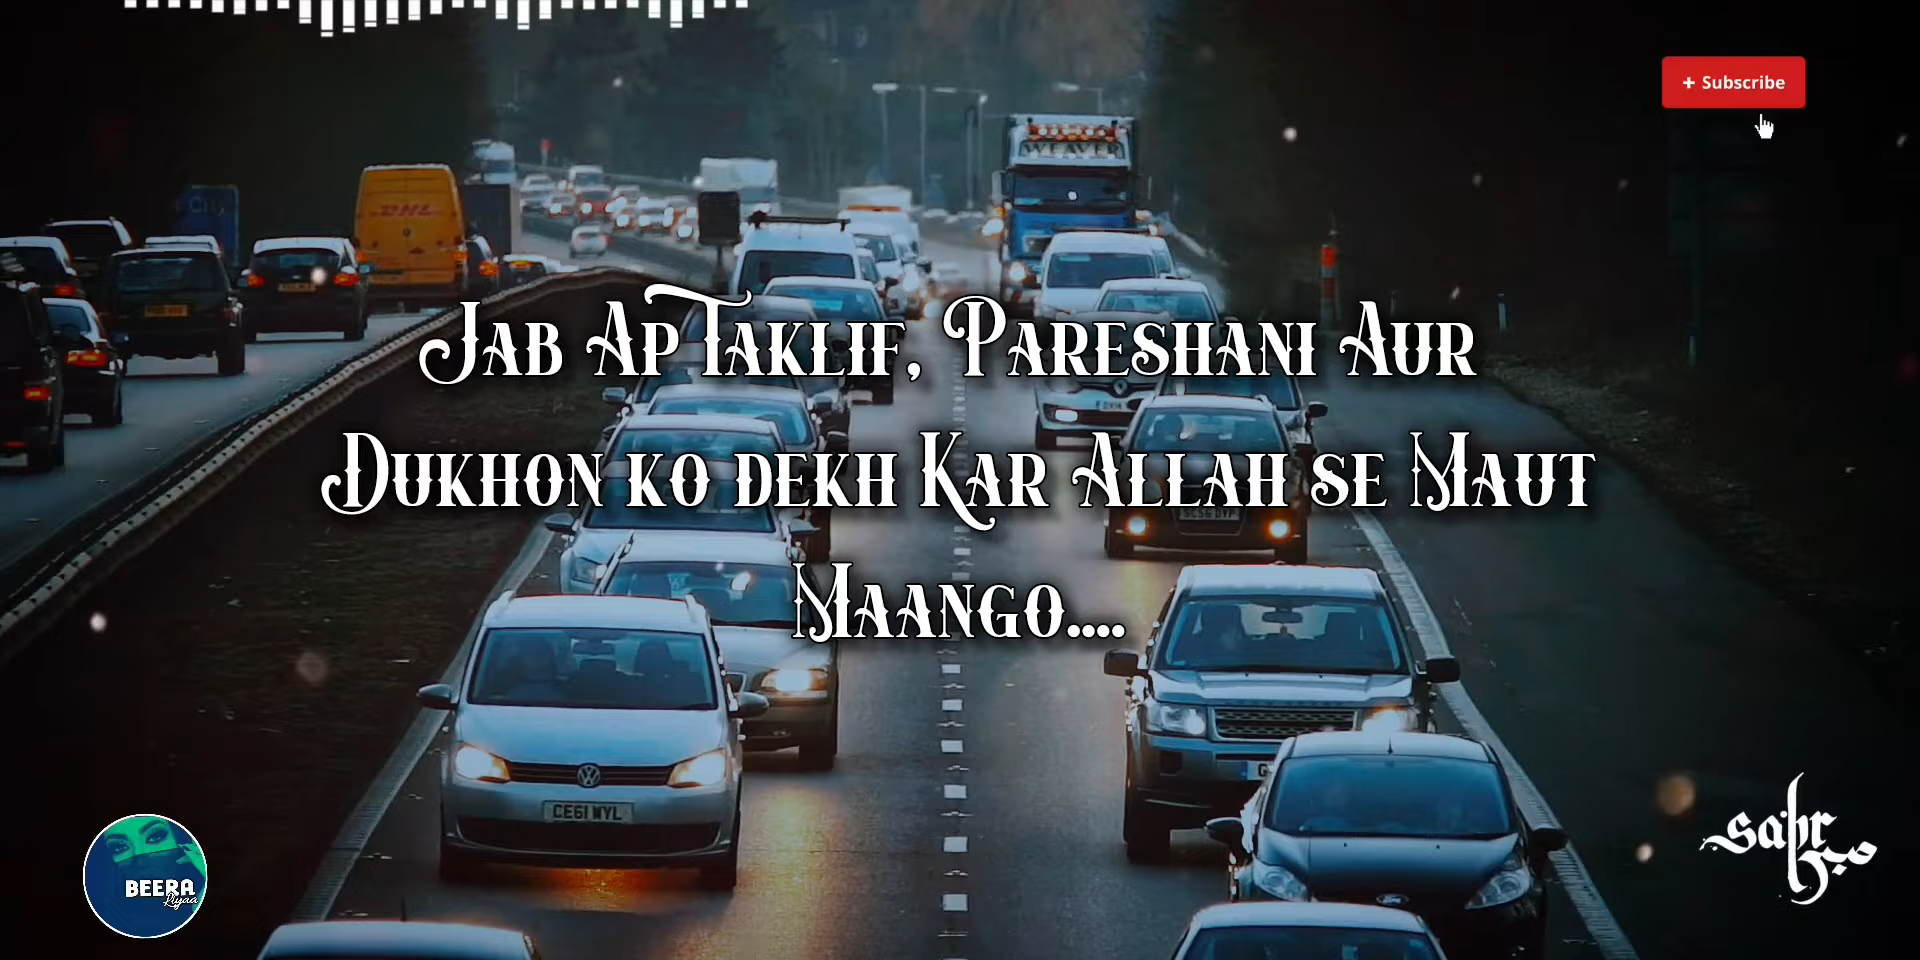 + Subscribe
WEAVER
DHL
Jab Ap Taklif, Pareshani Aur
Dukhon ko dekh Kar Allah se Maut
Maango....
CE61 WYL
BEERA
Riyaa
sabr
صبر